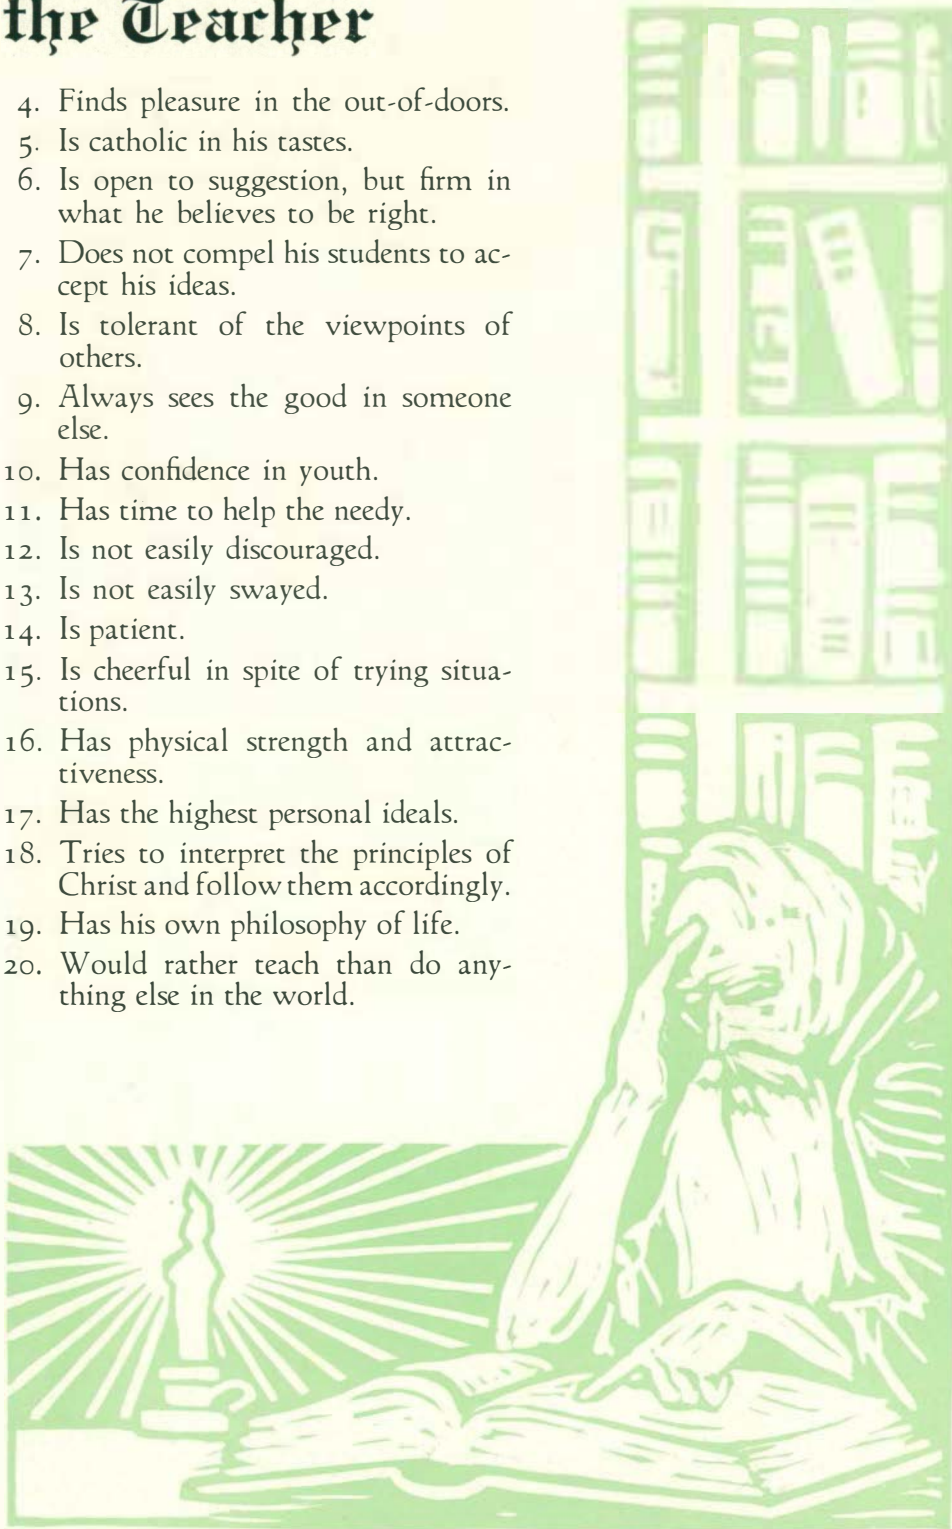 the Teacher
4. Finds pleasure in the out-of-doors.
5. Is catholic in his tastes.
6. Is open to suggestion, but firm in
what he believes to be right.
7. Does not compel his students to ac-
cept his ideas.
8. Is tolerant of the viewpoints of
others.
9. Always sees the good in someone
else.
10. Has confidence in youth.
11. Has time to help the needy.
12. Is not easily discouraged.
13. Is not easily swayed.
14. Is patient.
15. Is cheerful in spite of trying situa-
tions.
16. Has physical strength and attrac-
tiveness.
17. Has the highest personal ideals.
18. Tries to interpret the principles of
Christ and follow them accordingly.
19. Has his own philosophy of life.
20. Would rather teach than do any-
thing else in the world.